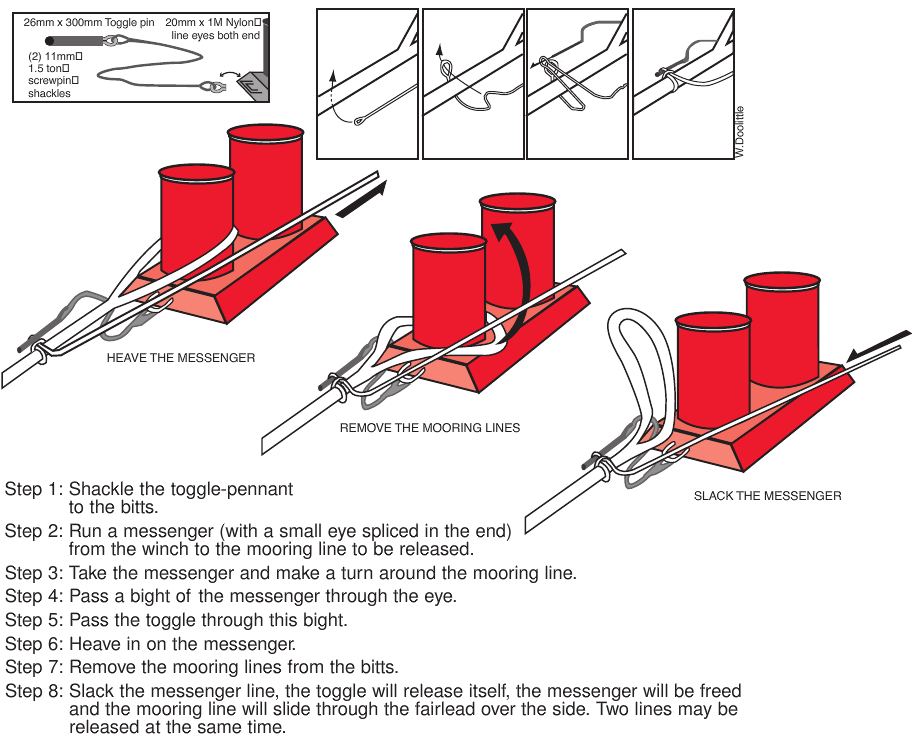 26mm x 300mm Toggle pin
20mm x 1M Nylon□
line eyes both end
(2) 11mm□
1.5 ton□
screwpin□
shackles
W.Doolittle
HEAVE THE MESSENGER
REMOVE THE MOORING LINES
SLACK THE MESSENGER
Step 1: Shackle the toggle-pennant
to the bitts.
Step 2: Run a messenger (with a small eye spliced in the end)
from the winch to the mooring line to be released.
Step 3: Take the messenger and make a turn around the mooring line.
Step 4: Pass a bight of the messenger through the eye.
Step 5: Pass the toggle through this bight.
Step 6: Heave in on the messenger.
Step 7: Remove the mooring lines from the bitts.
Step 8: Slack the messenger line, the toggle will release itself, the messenger will be freed
and the mooring line will slide through the fairlead over the side. Two lines may be
released at the same time.